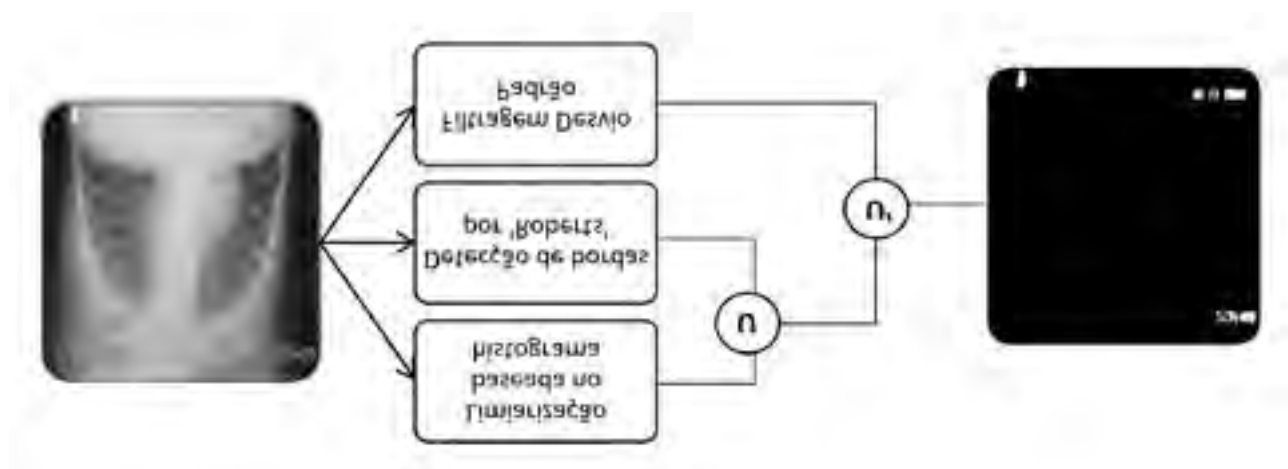 Limiarização
baseada no
histograma
Detecção de bordas
por 'Roberts'
Filtragem Desvio
Padrão